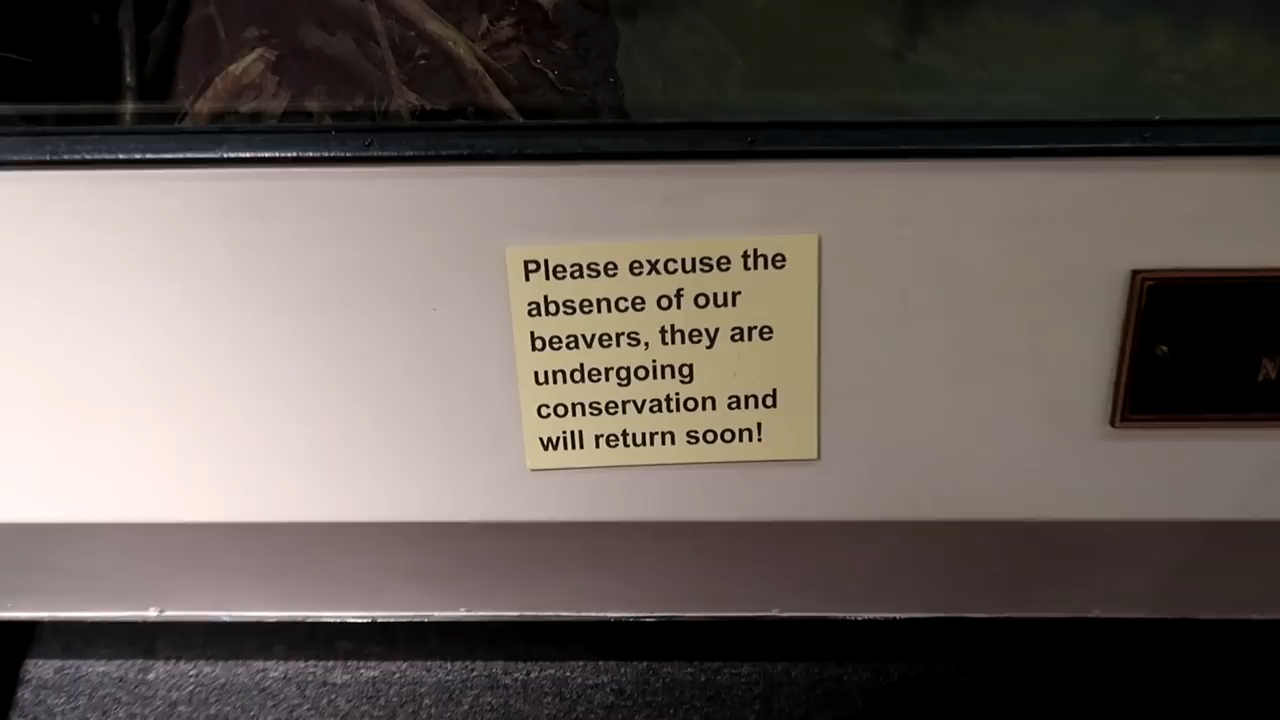 Please excuse the
absence of our
beavers, they are
undergoing
conservation and
will return soon!